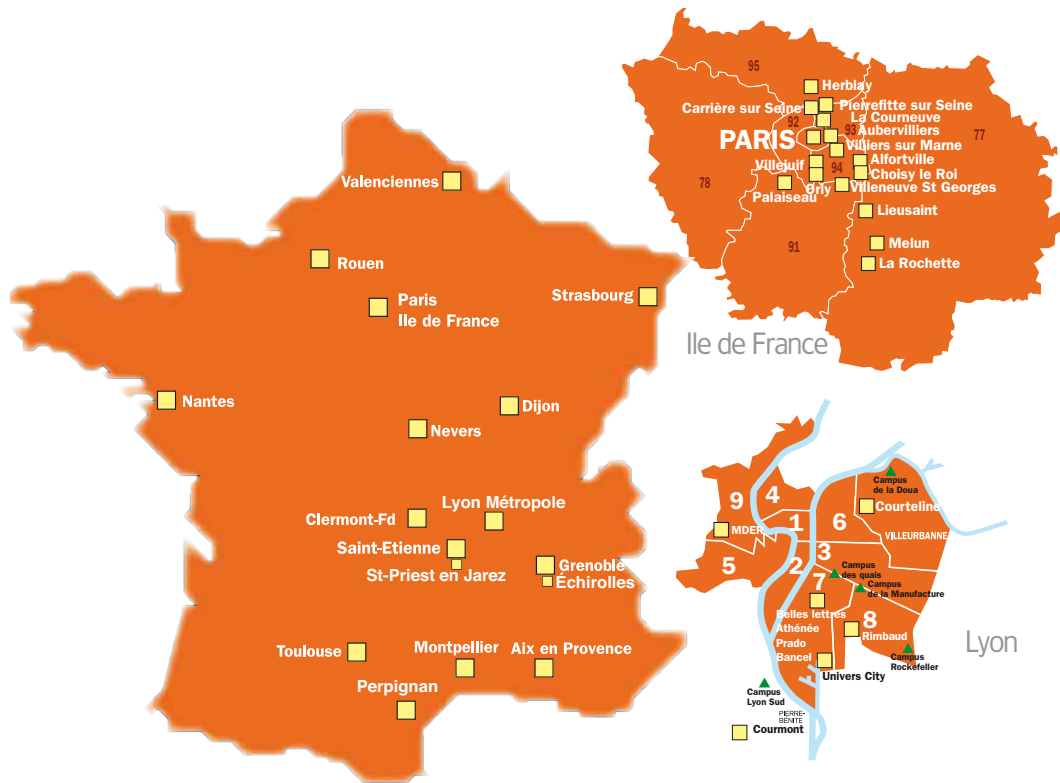 Valenciennes
Rouen
Paris
Ile de France
Strasbourg
Nantes
Dijon
Nevers
Lyon Métropole
Clermont-Fd
Saint-Etienne
St-Priest en Jarez
Grenoble
Échirolles
Toulouse
Montpellier
Aix en Provence
Perpignan
95
Herblay
Carrière sur Seine
Pierrefitte sur Seine
92
La Courneuve
93
Aubervilliers
77
PARIS
Villiers sur Marne
Villejuif
94
Alfortville
Choisy le Roi
78
Palaiseau
Orly
Villeneuve St Georges
Lieusaint
91
Melun
La Rochette
Ile de France
Campus
de la Doua
9
4
Courteline
1
6
MDER
VILLEURBANNE
5
2
3
Campus
des quais
7
Campus
de la Manufacture
Belles lettres
Athénée
Prado
Bancel
8
Rimbaud
Lyon
Campus
Rockefeller
Univers City
Campus
Lyon Sud
PIERRE-
BÉNITE
Courmont